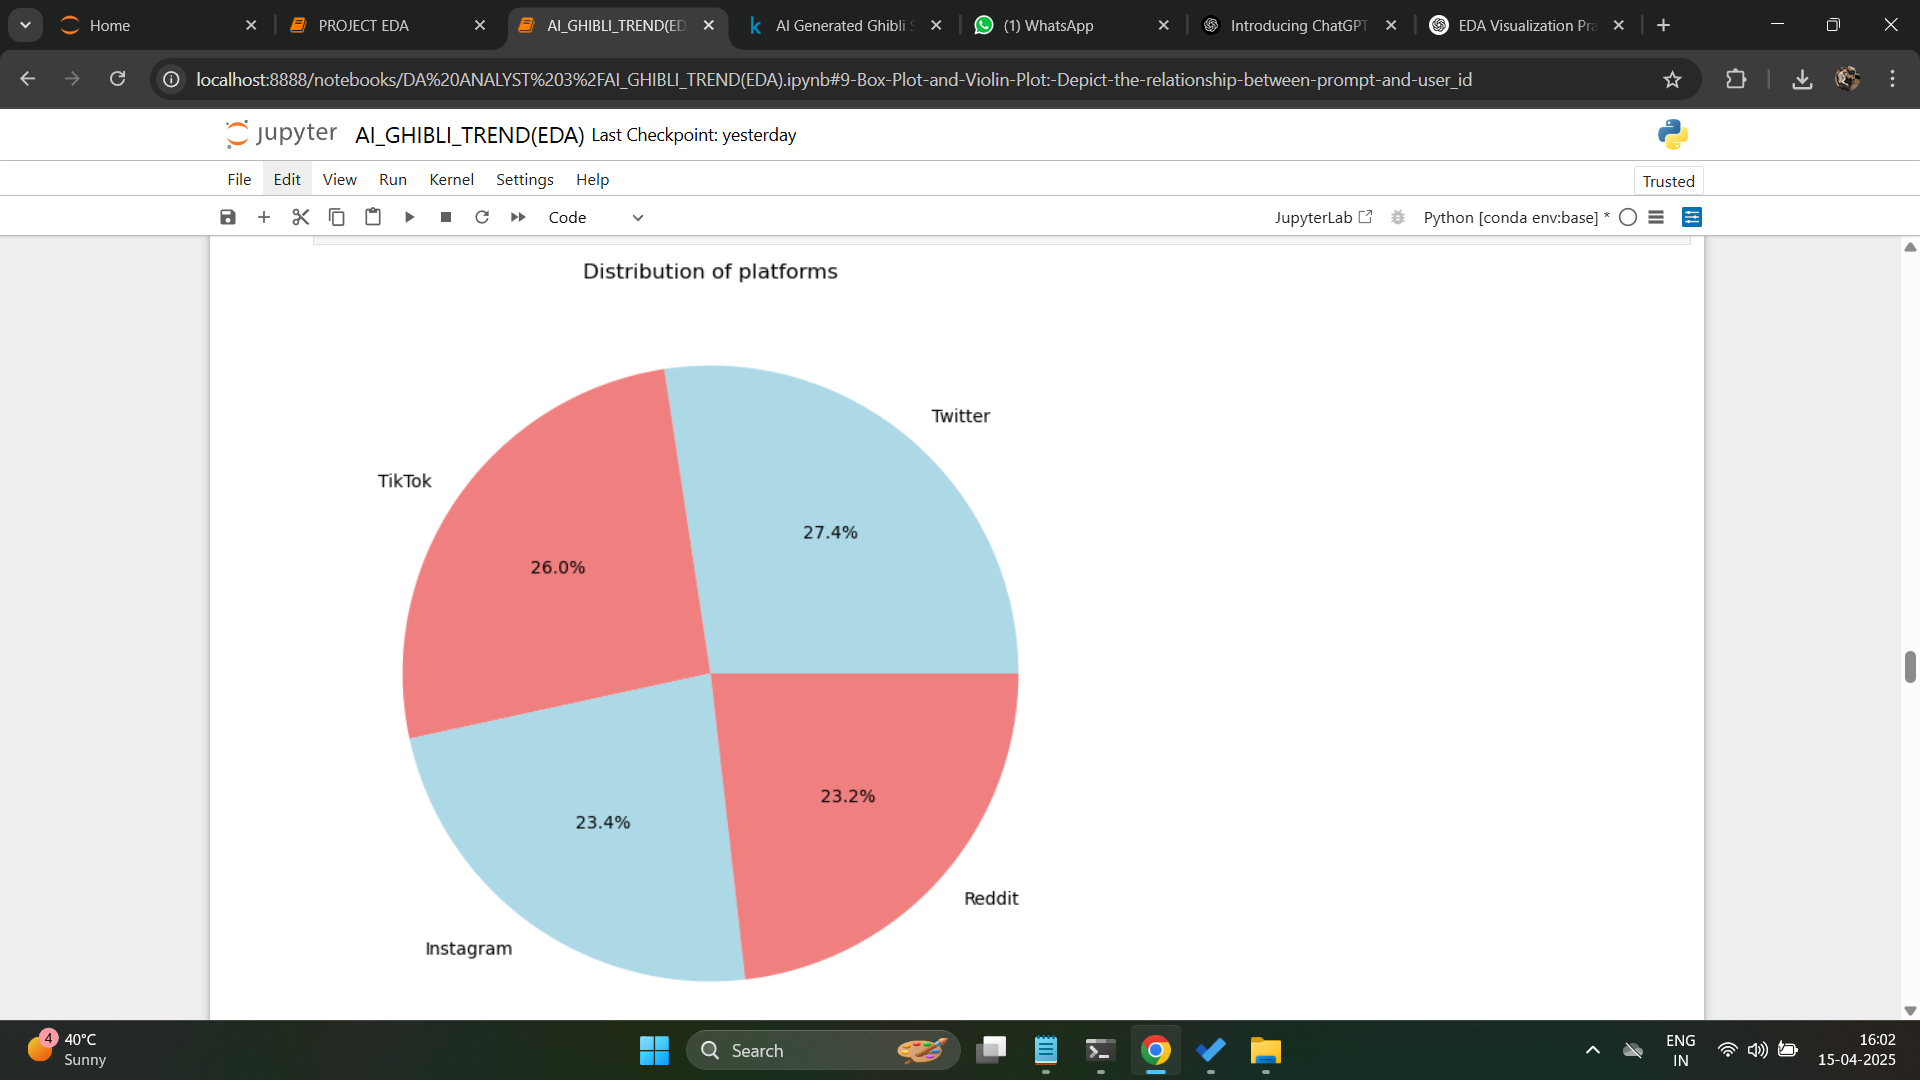 Home
PROJECT EDA
AI_GHIBLI_TREND(ED
AI Generated Ghibli S
(1) WhatsApp
Introducing ChatGPT
EDA Visualization Pra
localhost:8888/notebooks/DA%20ANALYST%203%2FAI_GHIBLI_TREND(EDA).ipynb#9-Box-Plot-and-Violin-Plot:-Depict-the-relationship-between-prompt-and-user_id
jupyter AI_GHIBLI_TREND(EDA) Last Checkpoint: yesterday
File Edit View Run Kernel Settings Help
Trusted
Code
JupyterLab
Python [conda env:base] *
Distribution of platforms
Twitter
TikTok
27.4%
26.0%
23.2%
23.4%
Reddit
Instagram
4
40°C
Sunny
Search
ENG
IN
16:02
15-04-2025